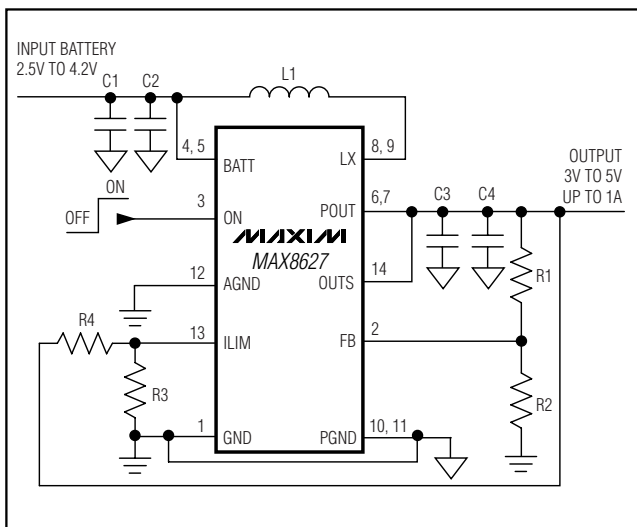 INPUT BATTERY
2.5V TO 4.2V
C1
C2
L1
4, 5
BATT
8, 9
LX
OUTPUT
3V TO 5V
UP TO 1A
ON
OFF
3
ON
6,7
POUT
C3
C4
MAXIM
MAX8627
12
AGND
14
OUTS
R1
R4
13
ILIM
2
FB
R3
R2
1
GND
10, 11
PGND